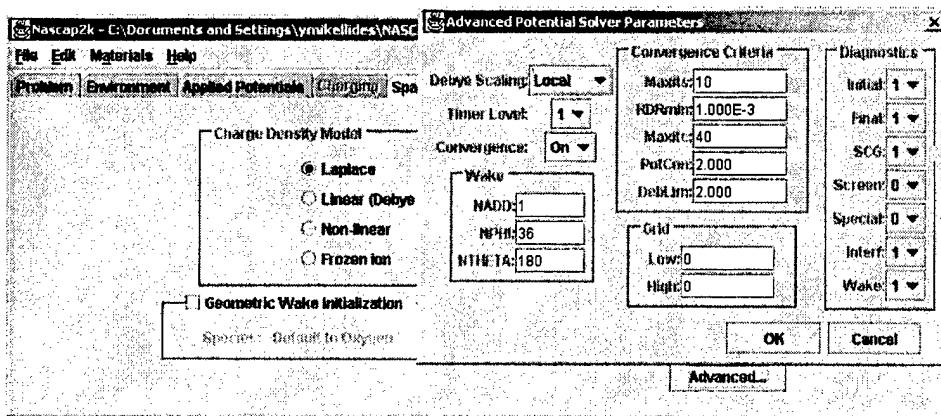 Nascap2k - C:\Documents and Settings\ymikellides\NASC
File Edit Materials Help
Problem Environment Applied Potentials Charging Spa
Charge Density Model
Laplace
Linear (Debye
Non-linear
Frozen ion
Geometric Wake Initialization
Species: Default to Oxygen
Advanced Potential Solver Parameters
Debye Scaling: Local
Timer Level: 1
Convergence: On
Wake
NADD: 1
NPHI: 36
NTHETA: 180
Convergence Criteria
MaxIts: 10
RDRmin: 1.000E-3
MaxItc: 40
PotCon: 2.000
DebLim: 2.000
Grid
Low: 0
High: 0
Diagnostics
Initial: 1
Final: 1
SCG: 1
Screen: 0
Special: 0
Interf: 1
Wake: 1
OK Cancel
Advanced...